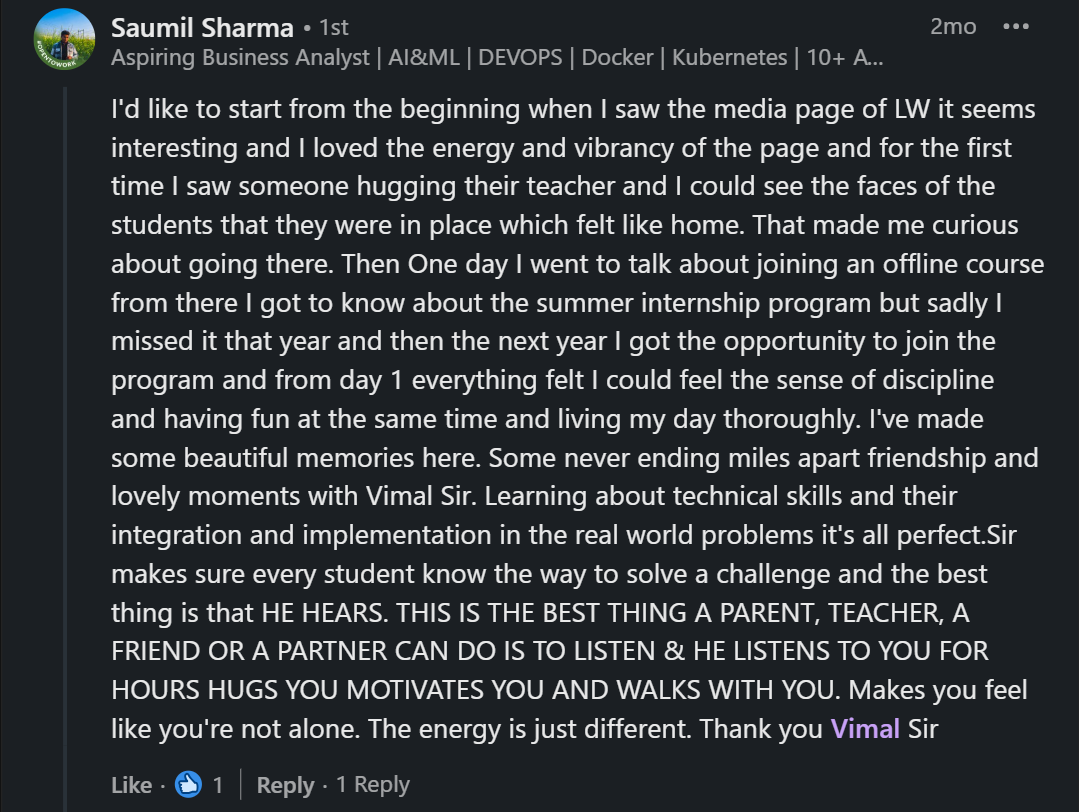 Saumil Sharma • 1st
2mo
Aspiring Business Analyst | AI&ML | DEVOPS | Docker | Kubernetes | 10+ A...
#OPENTOWORK
I'd like to start from the beginning when I saw the media page of LW it seems
interesting and I loved the energy and vibrancy of the page and for the first
time I saw someone hugging their teacher and I could see the faces of the
students that they were in place which felt like home. That made me curious
about going there. Then One day I went to talk about joining an offline course
from there I got to know about the summer internship program but sadly I
missed it that year and then the next year I got the opportunity to join the
program and from day 1 everything felt I could feel the sense of discipline
and having fun at the same time and living my day thoroughly. I've made
some beautiful memories here. Some never ending miles apart friendship and
lovely moments with Vimal Sir. Learning about technical skills and their
integration and implementation in the real world problems it's all perfect.Sir
makes sure every student know the way to solve a challenge and the best
thing is that HE HEARS. THIS IS THE BEST THING A PARENT, TEACHER, A
FRIEND OR A PARTNER CAN DO IS TO LISTEN & HE LISTENS TO YOU FOR
HOURS HUGS YOU MOTIVATES YOU AND WALKS WITH YOU. Makes you feel
like you're not alone. The energy is just different. Thank you Vimal Sir
Like · 1 | Reply · 1 Reply